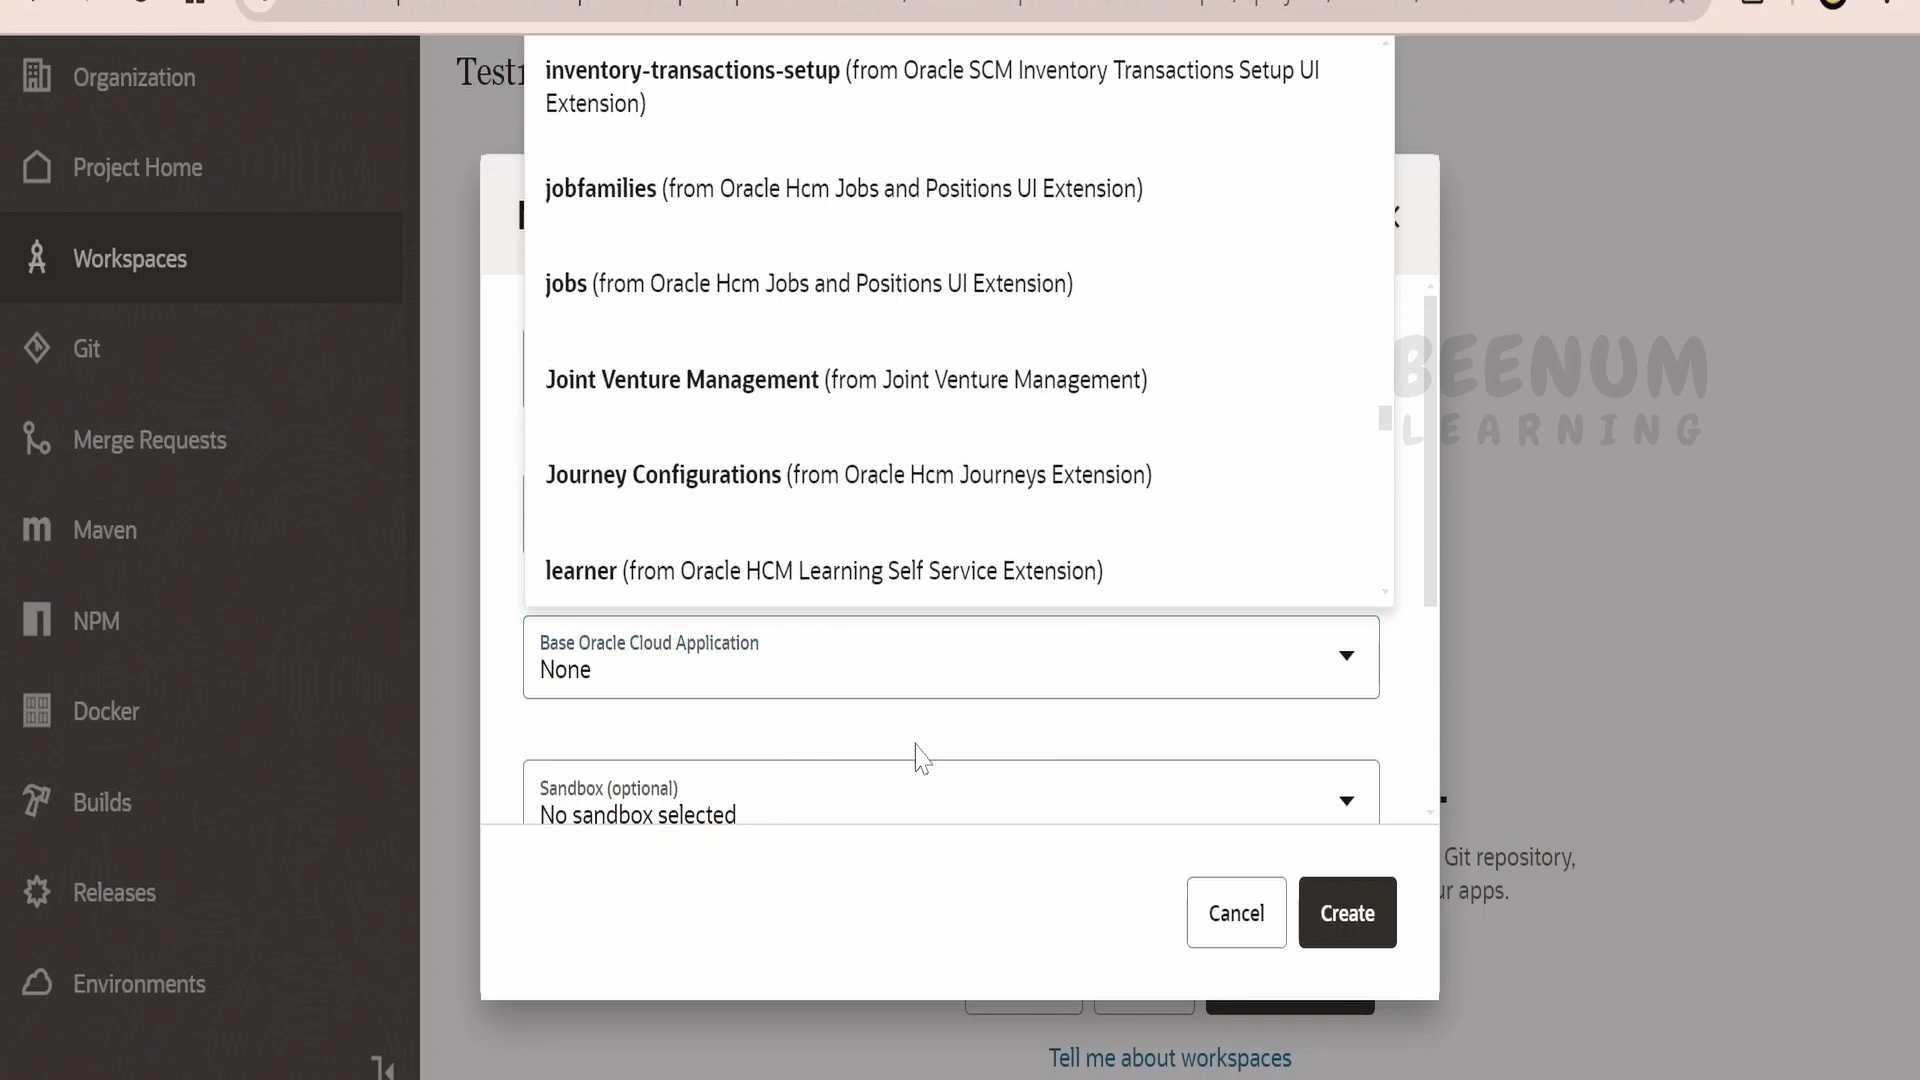 Organization
Project Home
Workspaces
Git
Merge Requests
Maven
NPM
Docker
Builds
Releases
Environments
inventory-transactions-setup (from Oracle SCM Inventory Transactions Setup UI
Extension)
jobfamilies (from Oracle Hcm Jobs and Positions UI Extension)
jobs (from Oracle Hcm Jobs and Positions UI Extension)
Joint Venture Management (from Joint Venture Management)
Journey Configurations (from Oracle Hcm Journeys Extension)
learner (from Oracle HCM Learning Self Service Extension)
Base Oracle Cloud Application
None
Sandbox (optional)
No sandbox selected
Cancel
Create
BEENUM
LEARNING
Git repository,
apps.
Tell me about workspaces